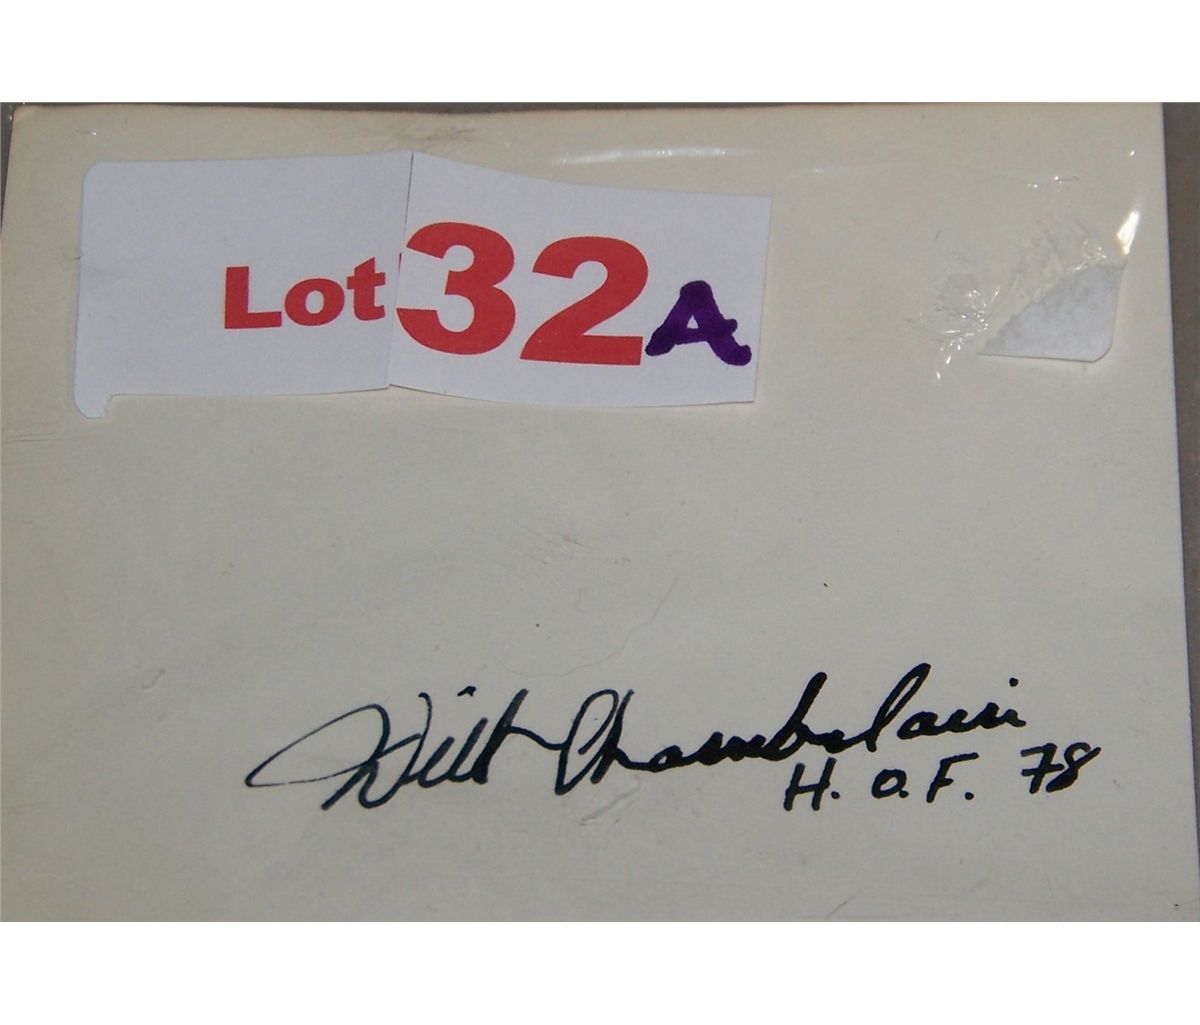 Lot 32A
Wilt Chamberlain
H.O.F. 78